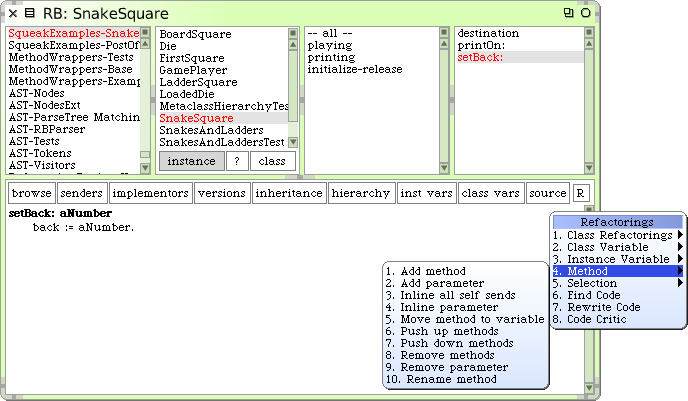 RB: SnakeSquare
SqueakExamples-Snake
SqueakExamples-PostOf
MethodWrappers-Tests
MethodWrappers-Base
MethodWrappers-Examp
AST-Nodes
AST-NodesExt
AST-ParseTree Matchin
AST-RBParser
AST-Tests
AST-Tokens
AST-Visitors
BoardSquare
Die
FirstSquare
GamePlayer
LadderSquare
LoadedDie
MetaclassHierarchyTes
SnakeSquare
SnakesAndLadders
SnakesAndLaddersTest
instance ? class
-- all --
playing
printing
initialize-release
destination
printOn:
setBack:
browse senders implementors versions inheritance hierarchy inst vars class vars source R
setBack: aNumber
back := aNumber.
Refactorings
1. Class Refactorings
2. Class Variable
3. Instance Variable
4. Method
5. Selection
6. Find Code
7. Rewrite Code
8. Code Critic
1. Add method
2. Add parameter
3. Inline all self sends
4. Inline parameter
5. Move method to variable
6. Push up methods
7. Push down methods
8. Remove methods
9. Remove parameter
10. Rename method